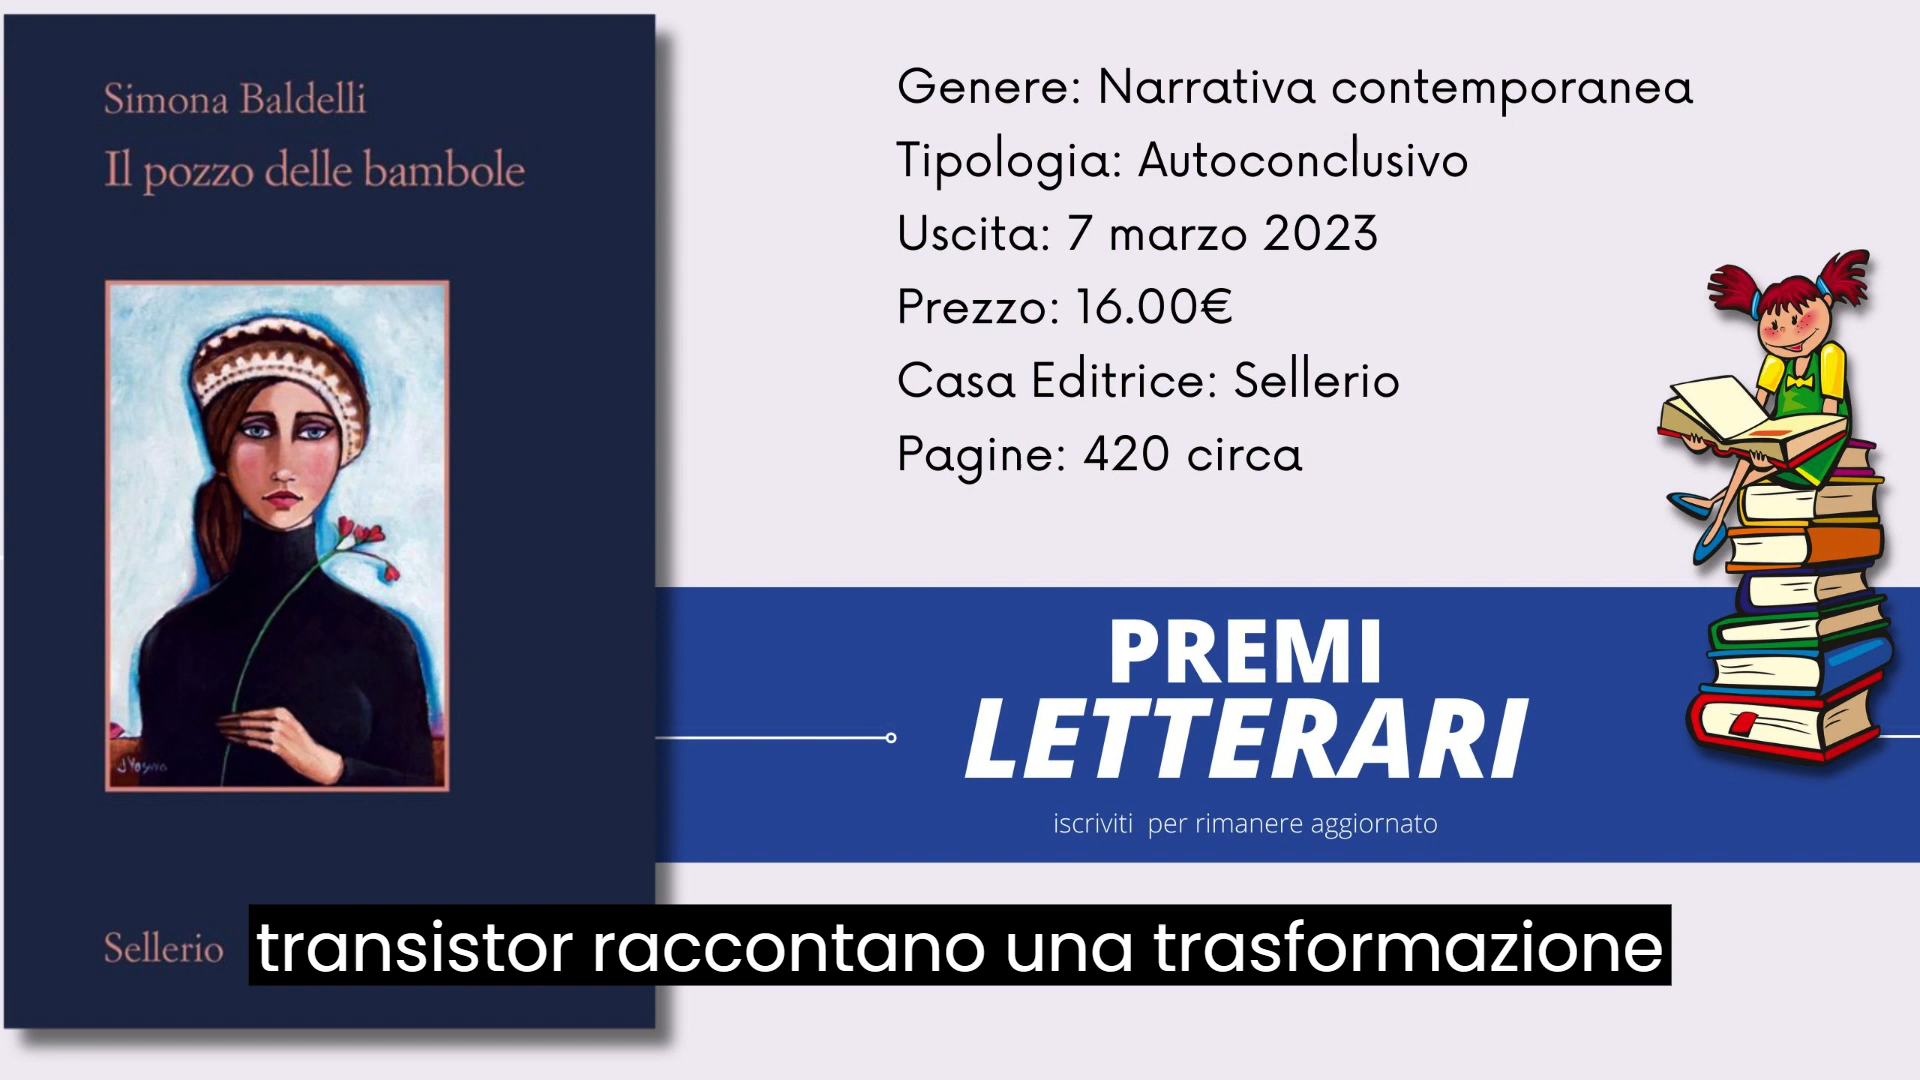 Simona Baldelli
Il pozzo delle bambole
J Yosano
Sellerio
Genere: Narrativa contemporanea
Tipologia: Autoconclusivo
Uscita: 7 marzo 2023
Prezzo: 16.00€
Casa Editrice: Sellerio
Pagine: 420 circa
PREMI
LETTERARI
iscriviti per rimanere aggiornato
transistor raccontano una trasformazione